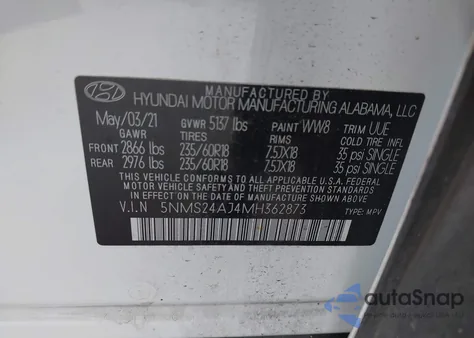 MANUFACTURED BY
HYUNDAI MOTOR MANUFACTURING ALABAMA, LLC
May/03/21 GVWR 5137 lbs PAINT WW8 TRIM UUE
GAWR TIRES RIMS COLD TIRE PRESSURE
FRONT 2866 lbs 235/60R18 7.5JX18 35 psi SINGLE
REAR 2976 lbs 235/60R18 7.5JX18 35 psi SINGLE
THIS VEHICLE CONFORMS TO ALL APPLICABLE U.S.A. FEDERAL
MOTOR VEHICLE SAFETY AND THEFT PREVENTION STANDARDS IN
EFFECT ON THE DATE OF MANUFACTURE SHOWN ABOVE.
V.I.N 5NMS24AJ4MH362873 TYPE: MPV
autoSnap